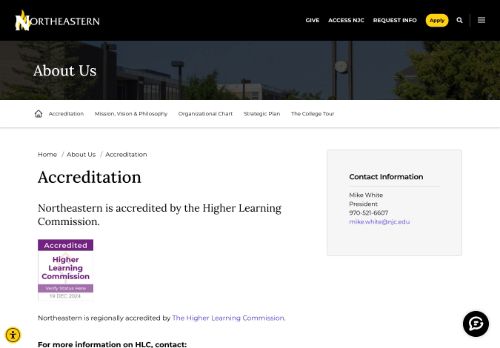 NORTHEASTERN
GIVE ACCESS NJC REQUEST INFO Apply
About Us
Accreditation Mission, Vision & Philosophy Organizational Chart Strategic Plan The College Tour
Home / About Us / Accreditation
Accreditation
Northeastern is accredited by the Higher Learning
Commission.
Accredited
Higher
Learning
Commission
Verify Status Here
19 DEC 2024
Northeastern is regionally accredited by The Higher Learning Commission.
For more information on HLC, contact:
Contact Information
Mike White
President
970-521-6607
mike.white@njc.edu